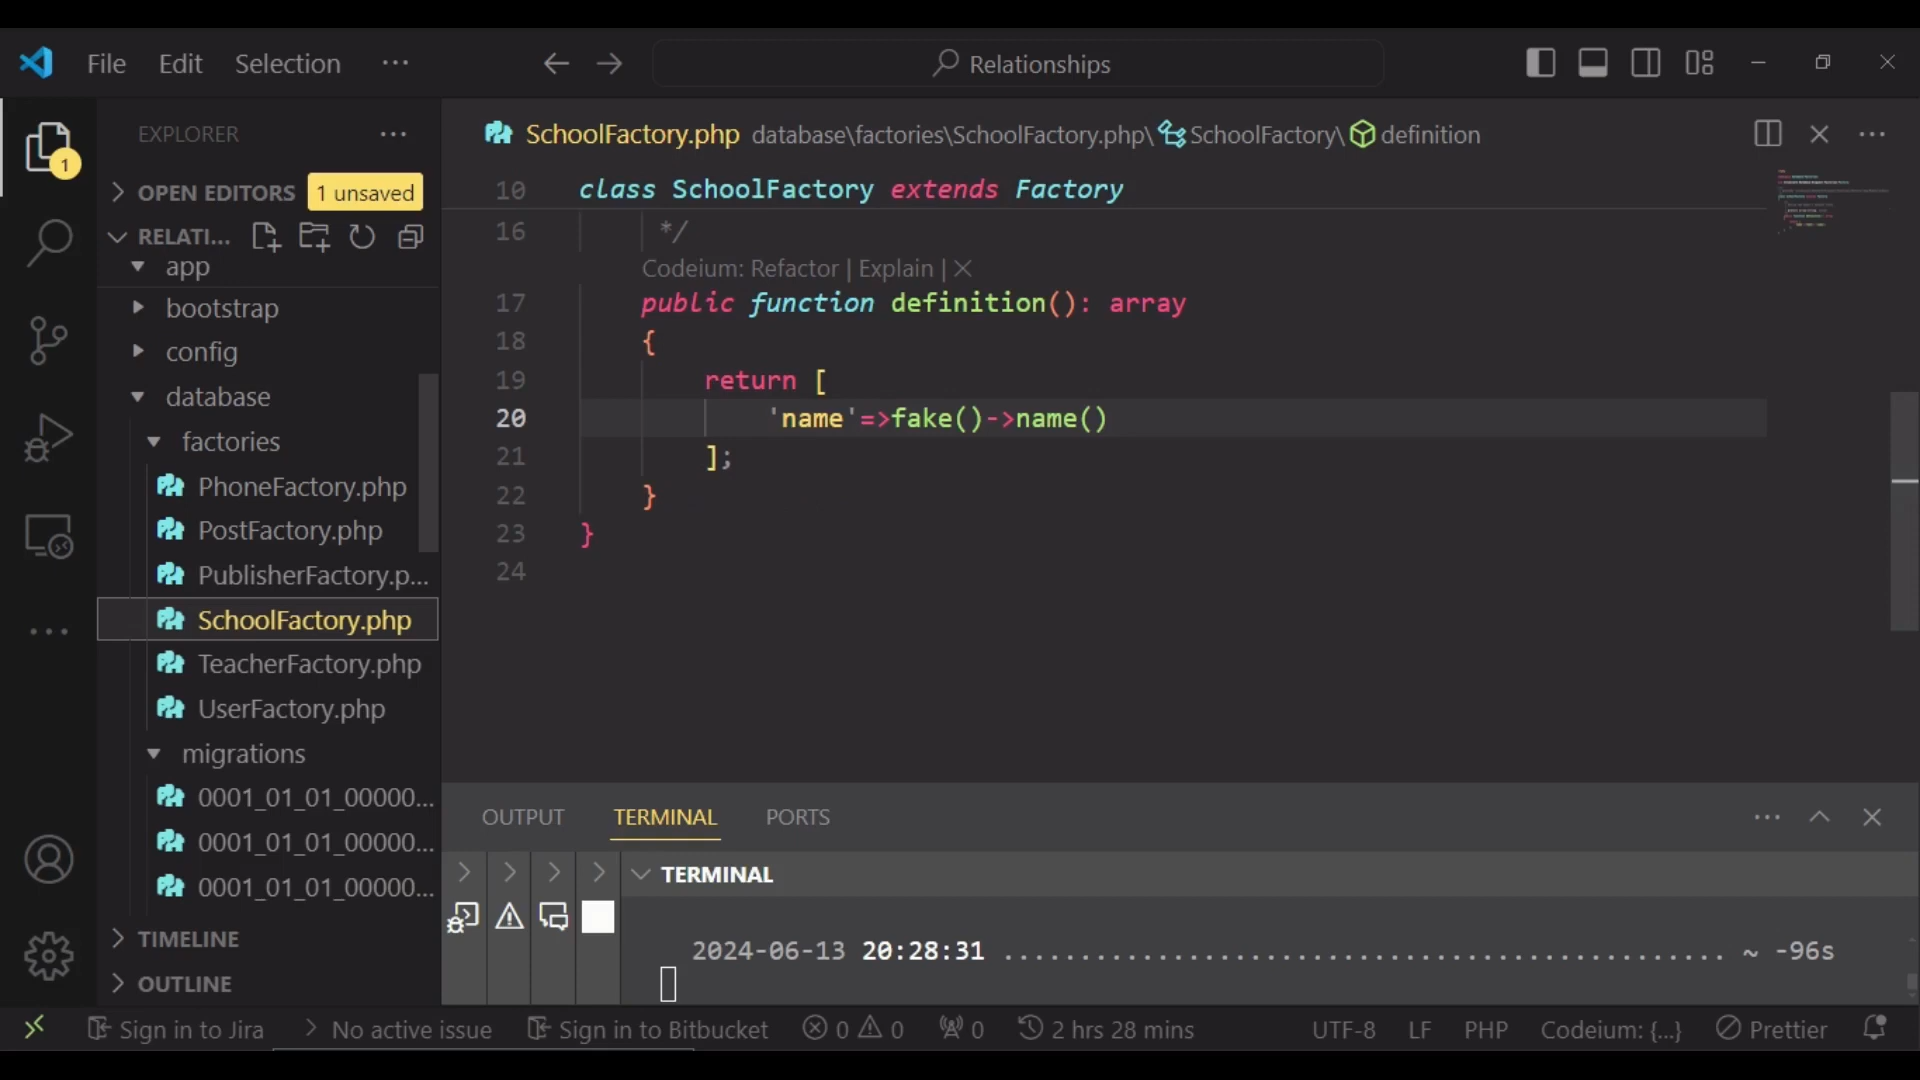 File Edit Selection ··· Relationships
EXPLORER ···
OPEN EDITORS 1 unsaved
RELATI...
app
bootstrap
config
database
factories
PhoneFactory.php
PostFactory.php
PublisherFactory.p...
SchoolFactory.php
TeacherFactory.php
UserFactory.php
migrations
0001_01_01_00000...
0001_01_01_00000...
0001_01_01_00000...
TIMELINE
OUTLINE
1
SchoolFactory.php database\factories\SchoolFactory.php\ SchoolFactory\ definition
10 class SchoolFactory extends Factory
16 */
Codeium: Refactor | Explain | ×
17 public function definition(): array
18 {
19 return [
20 'name'=>fake()->name()
21 ];
22 }
23 }
24
OUTPUT TERMINAL PORTS
TERMINAL
2024-06-13 20:28:31 .............................................. ~ -96s
Sign in to Jira No active issue Sign in to Bitbucket 0 0 0 2 hrs 28 mins UTF-8 LF PHP Codeium: {...} Prettier